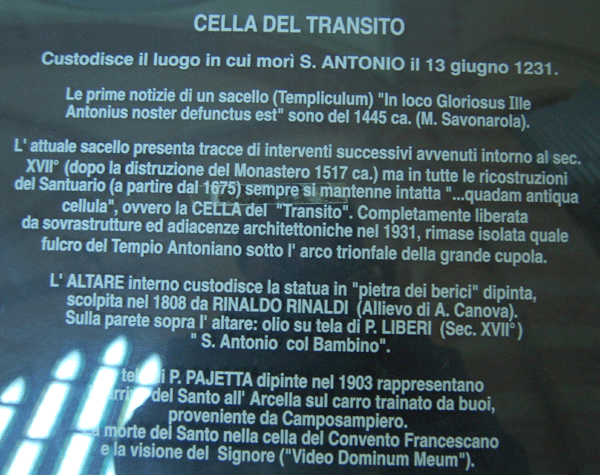 CELLA DEL TRANSITO
Custodisce il luogo in cui morì S. ANTONIO il 13 giugno 1231.
Le prime notizie di un sacello (Templiculum) "In loco Gloriosus Ille
Antonius noster defunctus est" sono del 1445 ca. (M. Savonarola).
L'attuale sacello presenta tracce di interventi successivi avvenuti intorno al sec.
XVII° (dopo la distruzione del Monastero 1517 ca.) ma in tutte le ricostruzioni
del Santuario (a partire dal 1675) sempre si mantenne intatta "...quadam antiqua
cellula", ovvero la CELLA del "Transito". Completamente liberata
da sovrastrutture ed adiacenze architettoniche nel 1931, rimase isolata quale
fulcro del Tempio Antoniano sotto l'arco trionfale della grande cupola.
L'ALTARE interno custodisce la statua in "pietra dei berici" dipinta,
scolpita nel 1808 da RINALDO RINALDI (Allievo di A. Canova).
Sulla parete sopra l'altare: olio su tela di P. LIBERI (Sec. XVII°)
" S. Antonio col Bambino".
di P. PAJETTA dipinte nel 1903 rappresentano
del Santo all' Arcella sul carro trainato da buoi,
proveniente da Camposampiero.
morte del Santo nella cella del Convento Francescano
e la visione del Signore ("Video Dominum Meum").